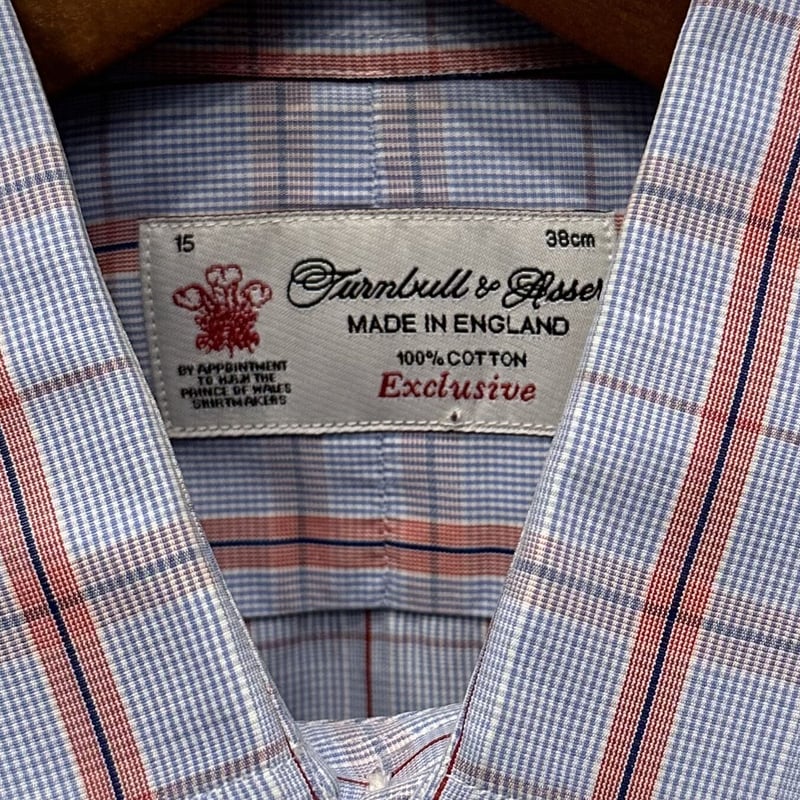 15 38cm
Turnbull & Asser
MADE IN ENGLAND
100% COTTON
Exclusive
BY APPOINTMENT
TO H.R.H THE
PRINCE OF WALES
SHIRTMAKERS